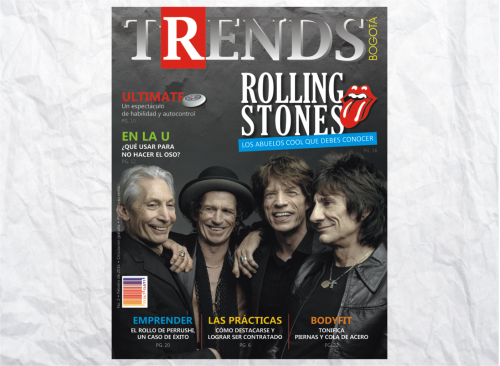 TRENDS
BOGOTÁ
ULTIMATE
Un espectáculo
de habilidad y autocontrol
ROLLING
STONES
LOS ABUELOS COOL QUE DEBES CONOCER
EN LA U
¿QUÉ USAR PARA
NO HACER EL OSO?
EMPRENDER
EL ROLLO DE PERRUSHI,
UN CASO DE ÉXITO
PG. 20
LAS PRÁCTICAS
CÓMO DESTACARSE Y
LOGRAR SER CONTRATADO
PG. 6
BODYFIT
TONIFICA
PIERNAS Y COLA DE ACERO